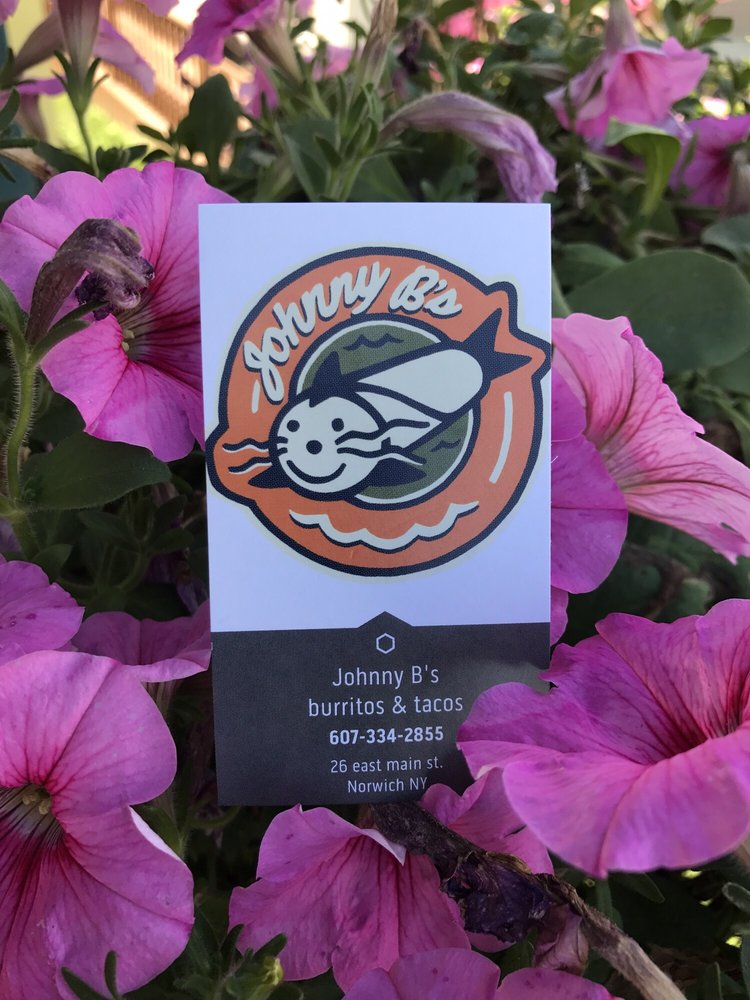 Johnny B's
Johnny B's
burritos & tacos
607-334-2855
26 east main st.
Norwich NY